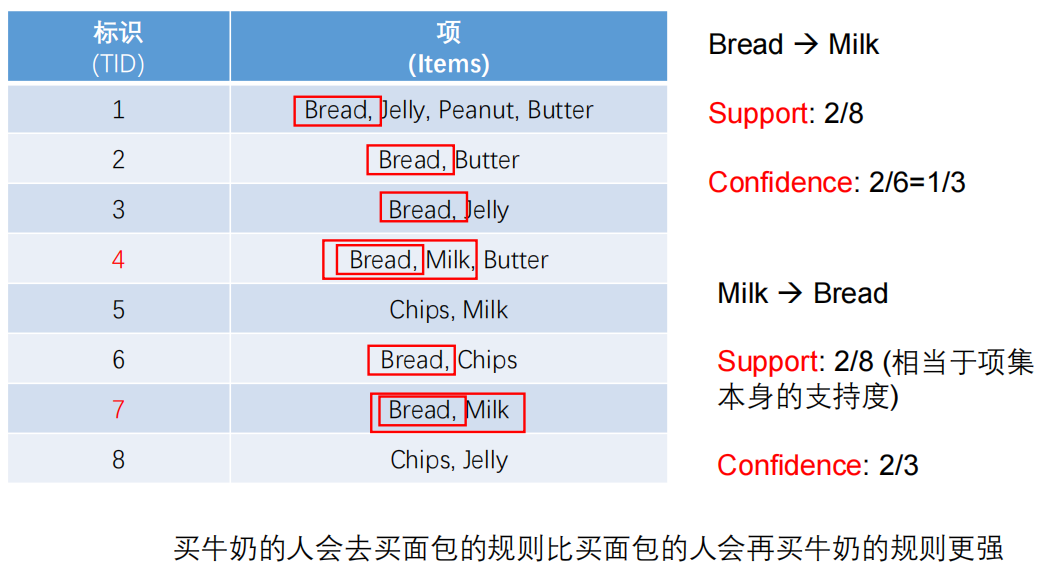 标识 项
(TID) (Items)
1 Bread, Jelly, Peanut, Butter
2 Bread, Butter
3 Bread, Jelly
4 Bread, Milk, Butter
5 Chips, Milk
6 Bread, Chips
7 Bread, Milk
8 Chips, Jelly
Bread → Milk
Support: 2/8
Confidence: 2/6=1/3
Milk → Bread
Support: 2/8 (相当于项集
本身的支持度)
Confidence: 2/3
买牛奶的人会去买面包的规则比买面包的人会再买牛奶的规则更强